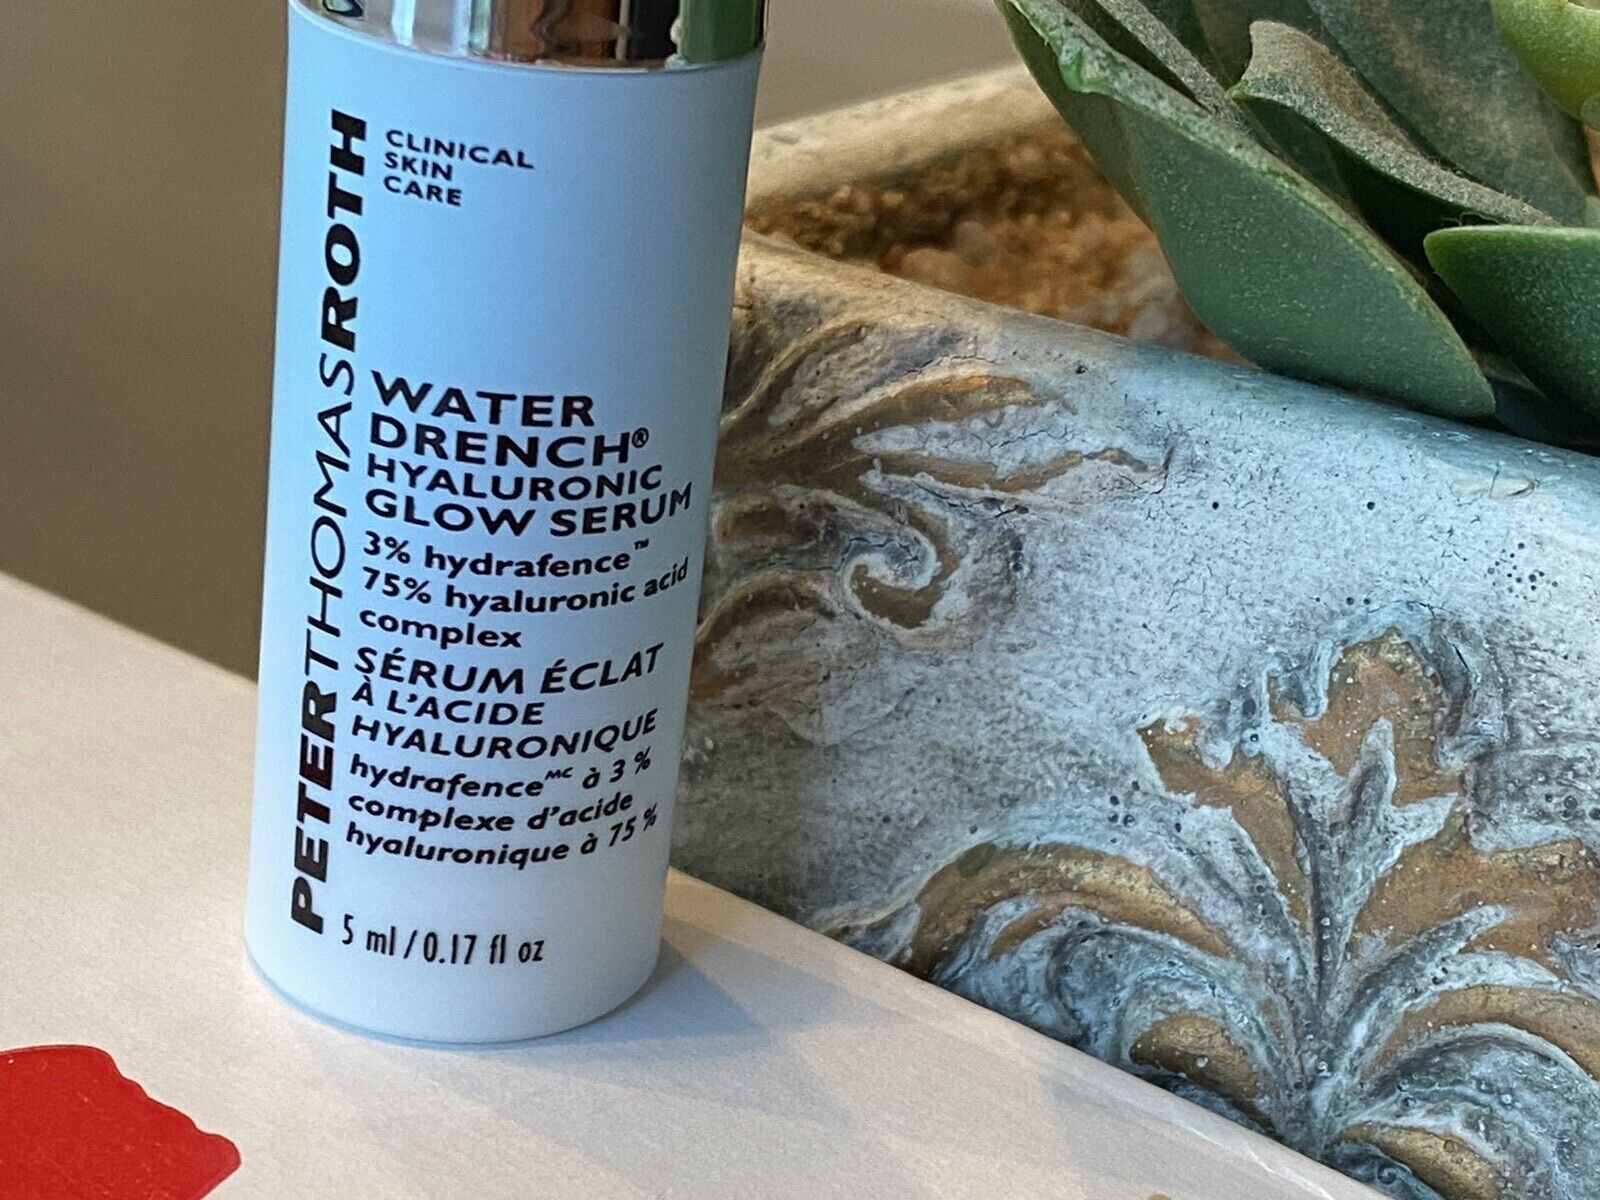 PETERTHOMASROTH
CLINICAL
SKIN
CARE
WATER
DRENCH®
HYALURONIC
GLOW SERUM
3% hydrafence™
75% hyaluronic acid
complex
SÉRUM ÉCLAT
À L'ACIDE
HYALURONIQUE
hydrafenceᴹᶜ à 3 %
complexe d'acide
hyaluronique à 75 %
5 ml / 0.17 fl oz